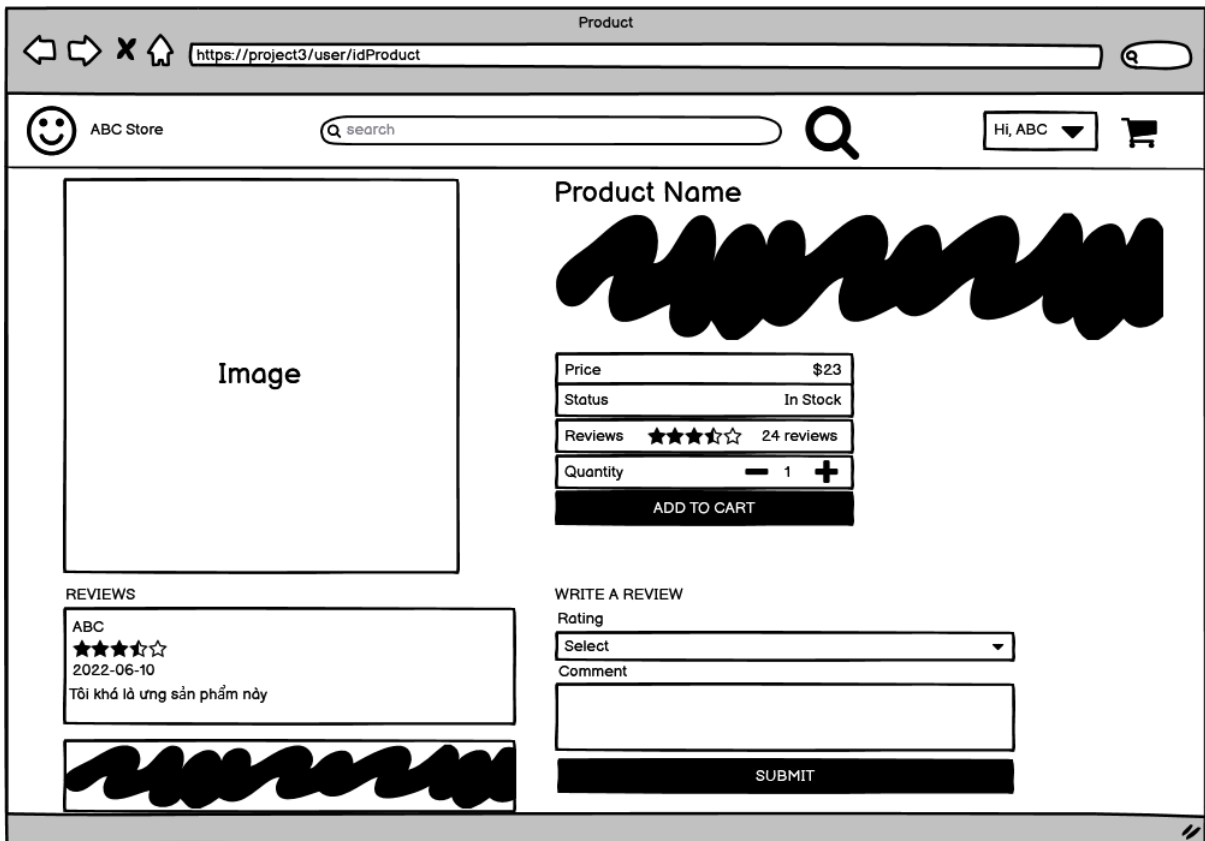 Product
https://project3/user/idProduct
ABC Store
search
Hi, ABC
Product Name
Image
Price $23
Status In Stock
Reviews 24 reviews
Quantity 1
ADD TO CART
REVIEWS
ABC
2022-06-10
Tôi khá là ưng sản phẩm này
WRITE A REVIEW
Rating
Select
Comment
SUBMIT